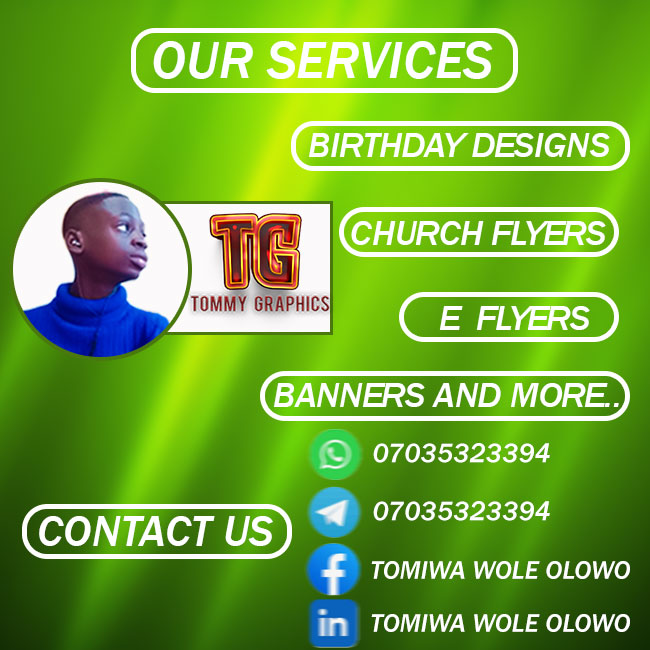 OUR SERVICES
BIRTHDAY DESIGNS
CHURCH FLYERS
TG
TOMMY GRAPHICS
E FLYERS
BANNERS AND MORE..
CONTACT US
07035323394
07035323394
f TOMIWA WOLE OLOWO
in TOMIWA WOLE OLOWO